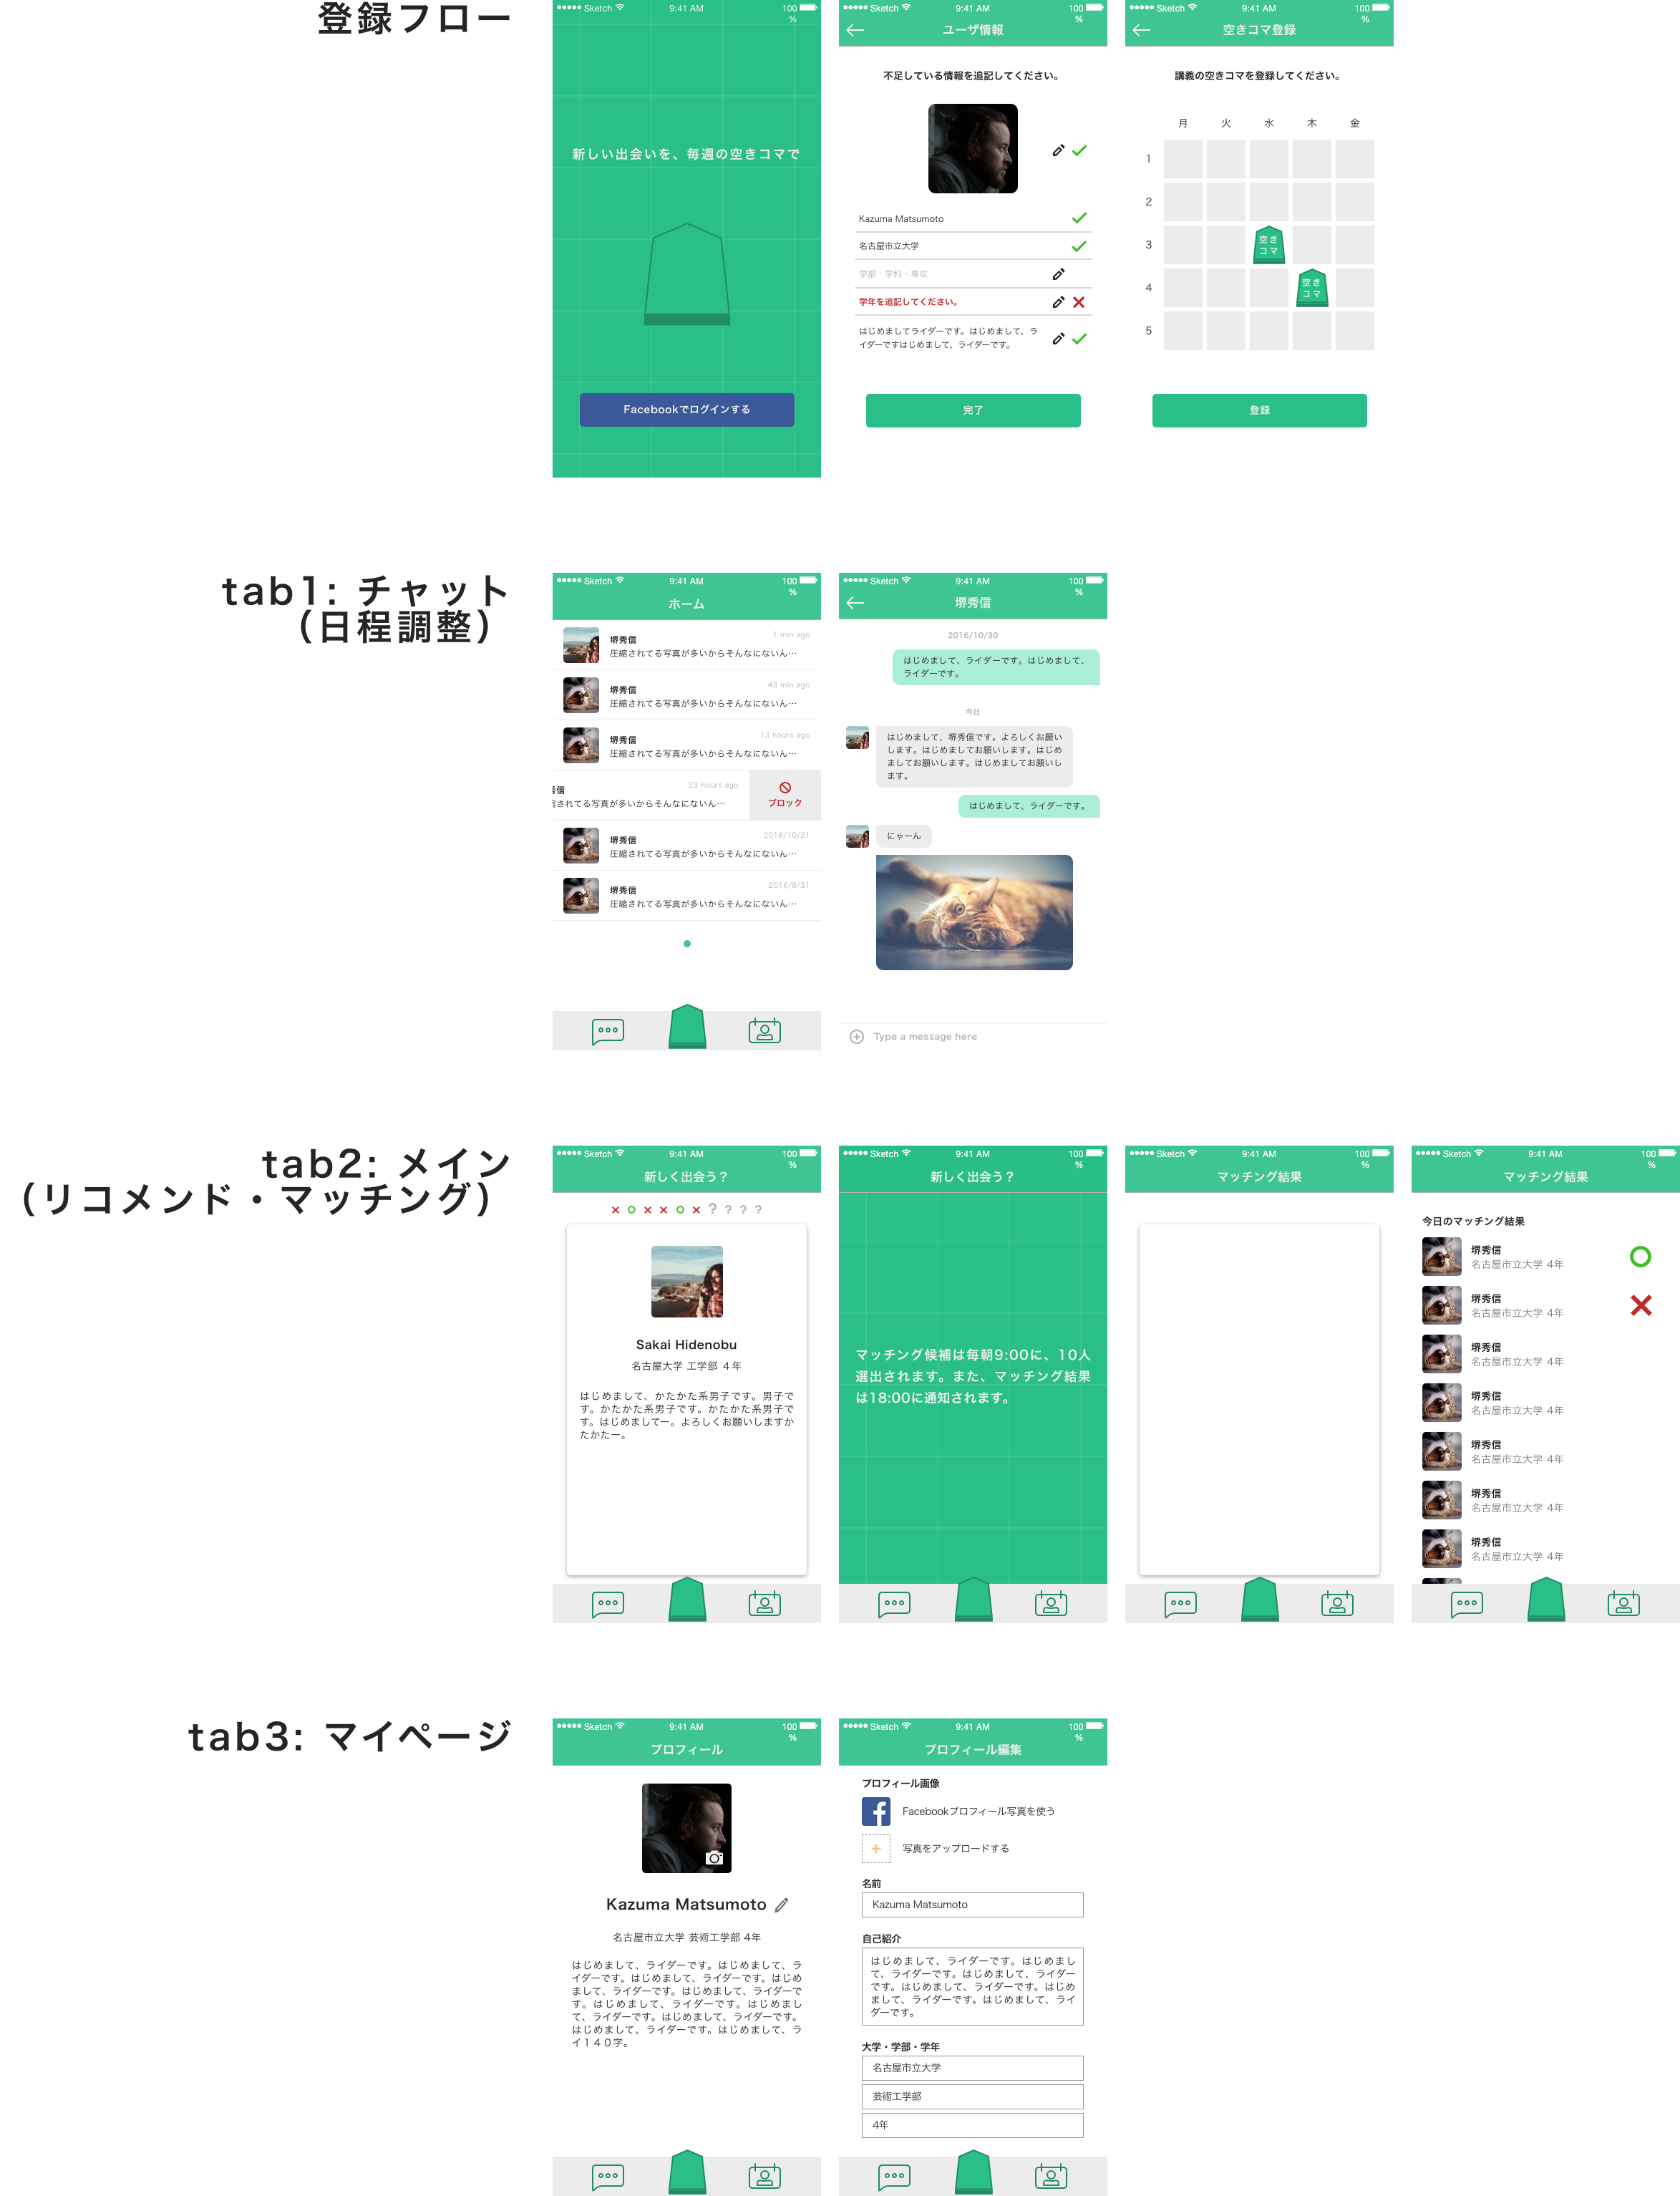 登録フロー
Sketch 9:41 AM 100
%
新しい出会いを、毎週の空きコマで
Facebookでログインする
Sketch 9:41 AM 100
%
ユーザ情報
不足している情報を追記してください。
Kazuma Matsumoto
名古屋市立大学
学部・学科・専攻
学年を追記してください。
はじめましてライダーです。はじめまして、ラ
イダーですはじめまして、ライダーです。
完了
Sketch 9:41 AM 100
%
空きコマ登録
講義の空きコマを登録してください。
月 火 水 木 金
1
2
3
空き
コマ
4
空き
コマ
5
登録
tab1: チャット
（日程調整）
Sketch 9:41 AM 100
%
ホーム
堺秀信 1 min ago
圧縮されてる写真が多いからそんなにないん…
堺秀信 43 min ago
圧縮されてる写真が多いからそんなにないん…
堺秀信 13 hours ago
圧縮されてる写真が多いからそんなにないん…
秀信 23 hours ago
縮されてる写真が多いからそんなにないん…
ブロック
堺秀信 2016/10/21
圧縮されてる写真が多いからそんなにないん…
堺秀信 2016/8/31
圧縮されてる写真が多いからそんなにないん…
Sketch 9:41 AM 100
%
堺秀信
2016/10/30
はじめまして、ライダーです。はじめまして、
ライダーです。
今日
はじめまして、堺秀信です。よろしくお願い
します。はじめましてお願いします。はじめ
ましてお願いします。はじめましてお願いし
ます。
はじめまして、ライダーです。
にゃーん
Type a message here
tab2: メイン
（リコメンド・マッチング）
Sketch 9:41 AM 100
%
新しく出会う？
? ? ? ?
Sakai Hidenobu
名古屋大学 工学部 ４年
はじめまして、かたかた系男子です。男子で
す。かたかた系男子です。かたかた系男子で
す。はじめましてー。よろしくお願いしますか
たかたー。
Sketch 9:41 AM 100
%
新しく出会う？
マッチング候補は毎朝9:00に、10人
選出されます。また、マッチング結果
は18:00に通知されます。
Sketch 9:41 AM 100
%
マッチング結果
Sketch 9:41 AM 100
%
マッチング結果
今日のマッチング結果
堺秀信
名古屋市立大学 4年
堺秀信
名古屋市立大学 4年
堺秀信
名古屋市立大学 4年
堺秀信
名古屋市立大学 4年
堺秀信
名古屋市立大学 4年
堺秀信
名古屋市立大学 4年
堺秀信
名古屋市立大学 4年
tab3: マイページ
Sketch 9:41 AM 100
%
プロフィール
Kazuma Matsumoto
名古屋市立大学 芸術工学部 4年
はじめまして、ライダーです。はじめまして、ラ
イダーです。はじめまして、ライダーです。はじめ
まして、ライダーです。はじめまして、ライダーで
す。はじめまして、ライダーです。はじめまし
て、ライダーです。はじめまして、ライダーです。
はじめまして、ライダーです。はじめまして、ラ
イ１４０字。
Sketch 9:41 AM 100
%
プロフィール編集
プロフィール画像
Facebookプロフィール写真を使う
写真をアップロードする
名前
Kazuma Matsumoto
自己紹介
はじめまして、ライダーです。はじめまし
て、ライダーです。はじめまして、ライダー
です。はじめまして、ライダーです。はじめ
まして、ライダーです。はじめまして、ライ
ダーです。
大学・学部・学年
名古屋市立大学
芸術工学部
4年